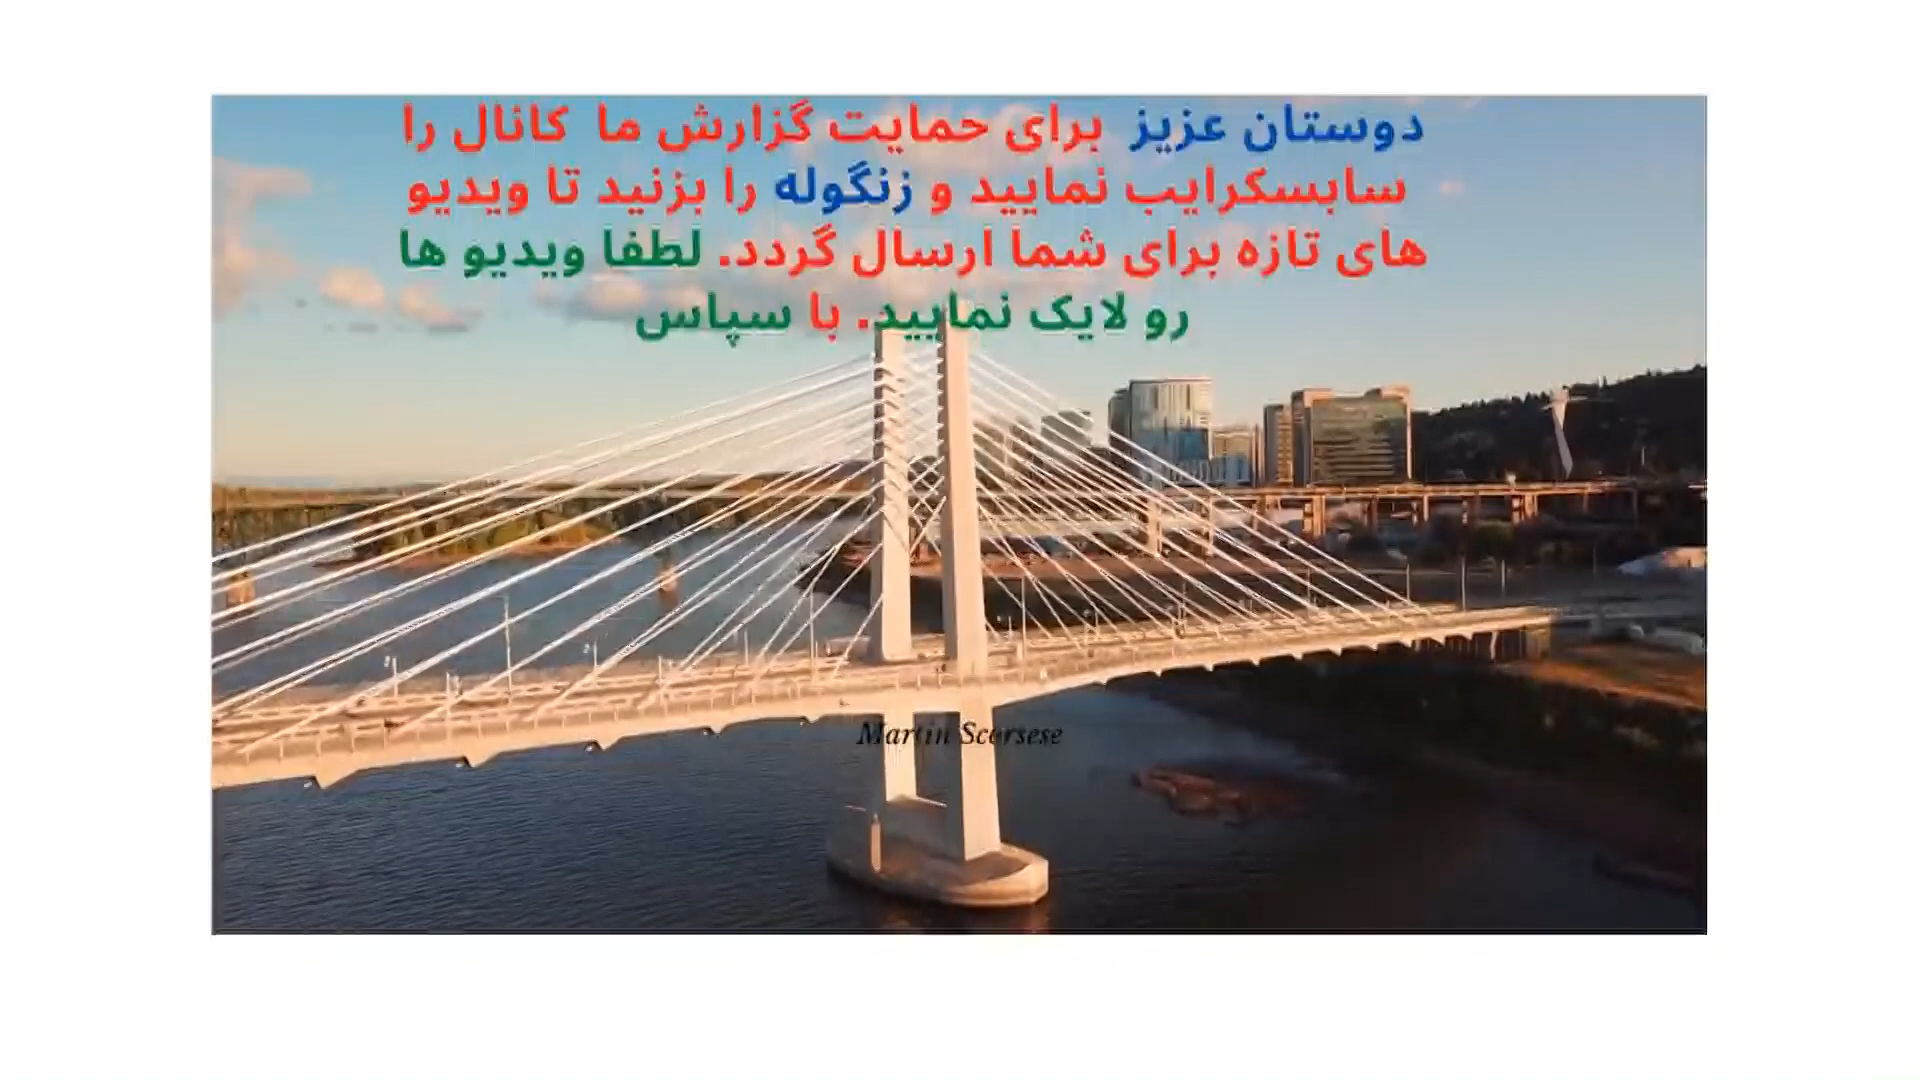 دوستان عزیز برای حمایت گزارش ما کانال را
سابسکرایب نمایید و زنگوله را بزنید تا ویدیو
های تازه برای شما ارسال گردد. لطفا ویدیو ها
رو لایک نمایید. با سپاس
Martin Scorsese